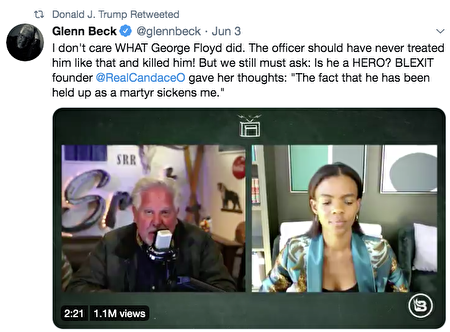 Donald J. Trump Retweeted
Glenn Beck @glennbeck · Jun 3
I don't care WHAT George Floyd did. The officer should have never treated
him like that and killed him! But we still must ask: Is he a HERO? BLEXIT
founder @RealCandaceO gave her thoughts: "The fact that he has been
held up as a martyr sickens me."
SRR
Sr
2:21 1.1M views
B